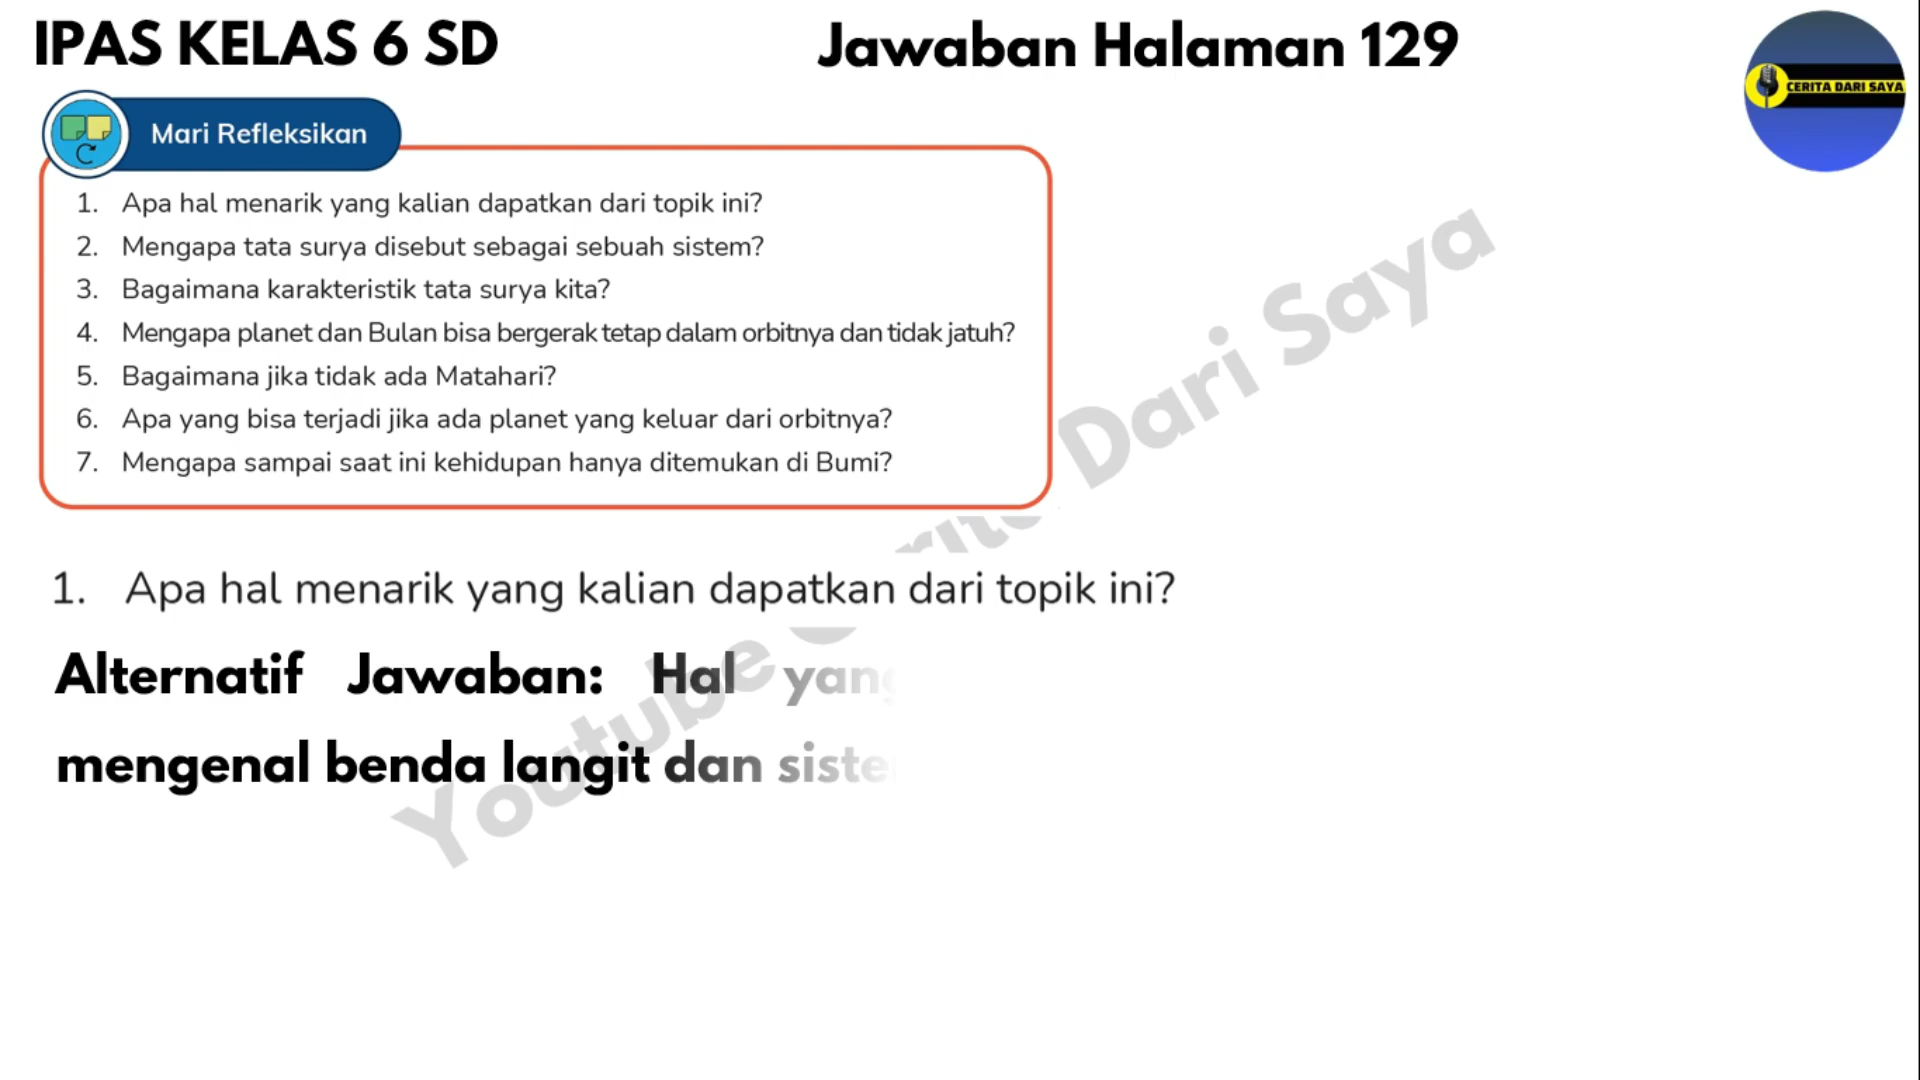 IPAS KELAS 6 SD
Jawaban Halaman 129
CERITA DARI SAYA
Mari Refleksikan
1. Apa hal menarik yang kalian dapatkan dari topik ini?
2. Mengapa tata surya disebut sebagai sebuah sistem?
3. Bagaimana karakteristik tata surya kita?
4. Mengapa planet dan Bulan bisa bergerak tetap dalam orbitnya dan tidak jatuh?
5. Bagaimana jika tidak ada Matahari?
6. Apa yang bisa terjadi jika ada planet yang keluar dari orbitnya?
7. Mengapa sampai saat ini kehidupan hanya ditemukan di Bumi?
1. Apa hal menarik yang kalian dapatkan dari topik ini?
Alternatif Jawaban: Hal yang
mengenal benda langit dan
Youtube Dari Saya